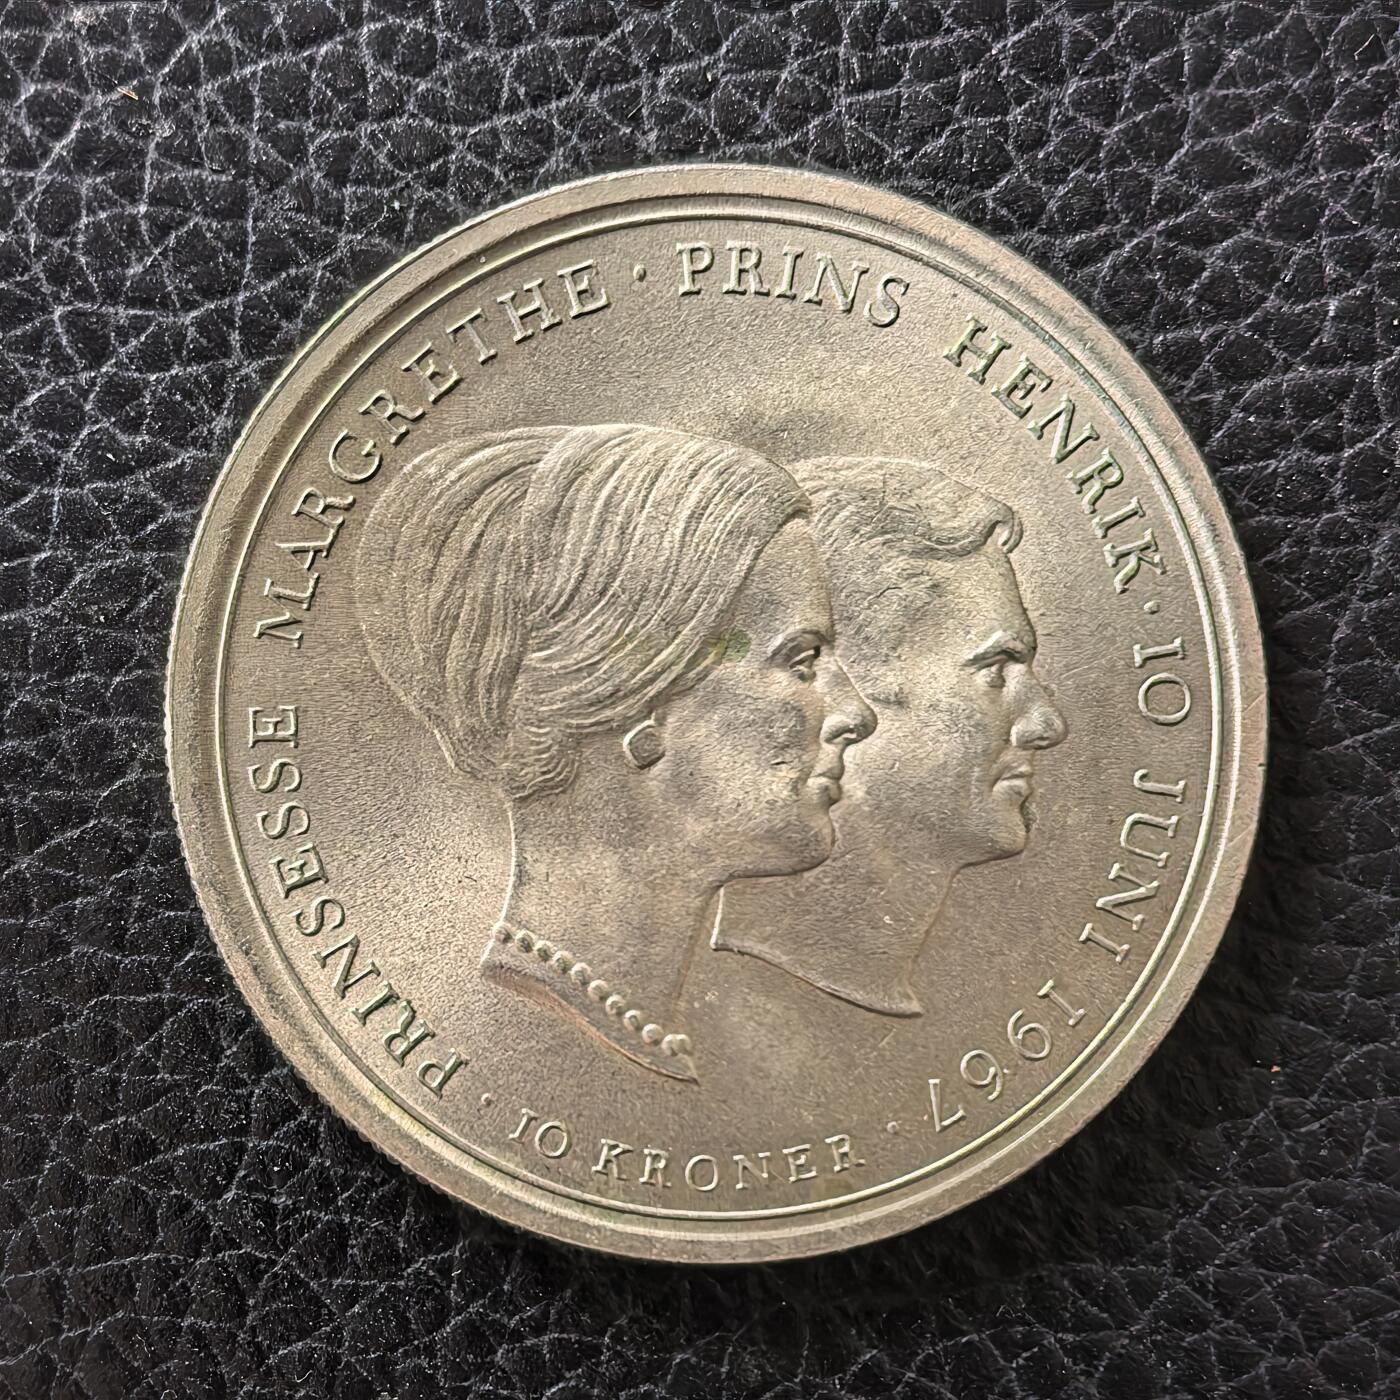 PRINSESSE MARGRETHE · PRINS HENRIK · 10 JUNI 1967 ·
10 KRONER ·